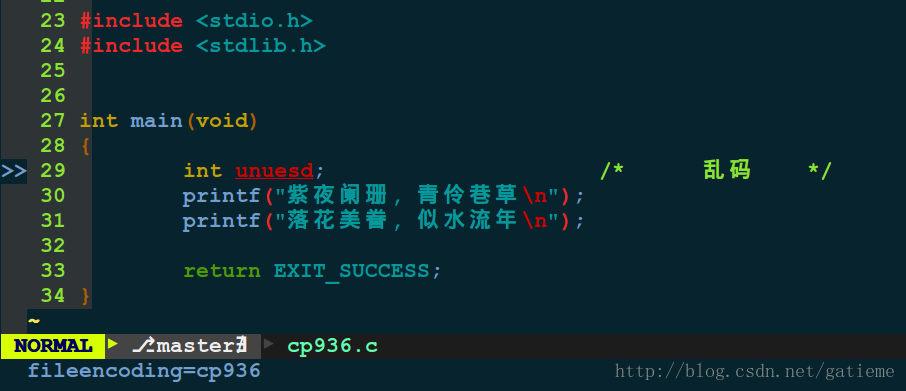 23 #include <stdio.h>
24 #include <stdlib.h>
25
26
27 int main(void)
28 {
>> 29 int unuesd; /* 乱码 */
30 printf("紫夜阑珊, 青伶巷草\n");
31 printf("落花美眷, 似水流年\n");
32
33 return EXIT_SUCCESS;
34 }
~
NORMAL master cp936.c
fileencoding=cp936 http://blog.csdn.net/gatieme